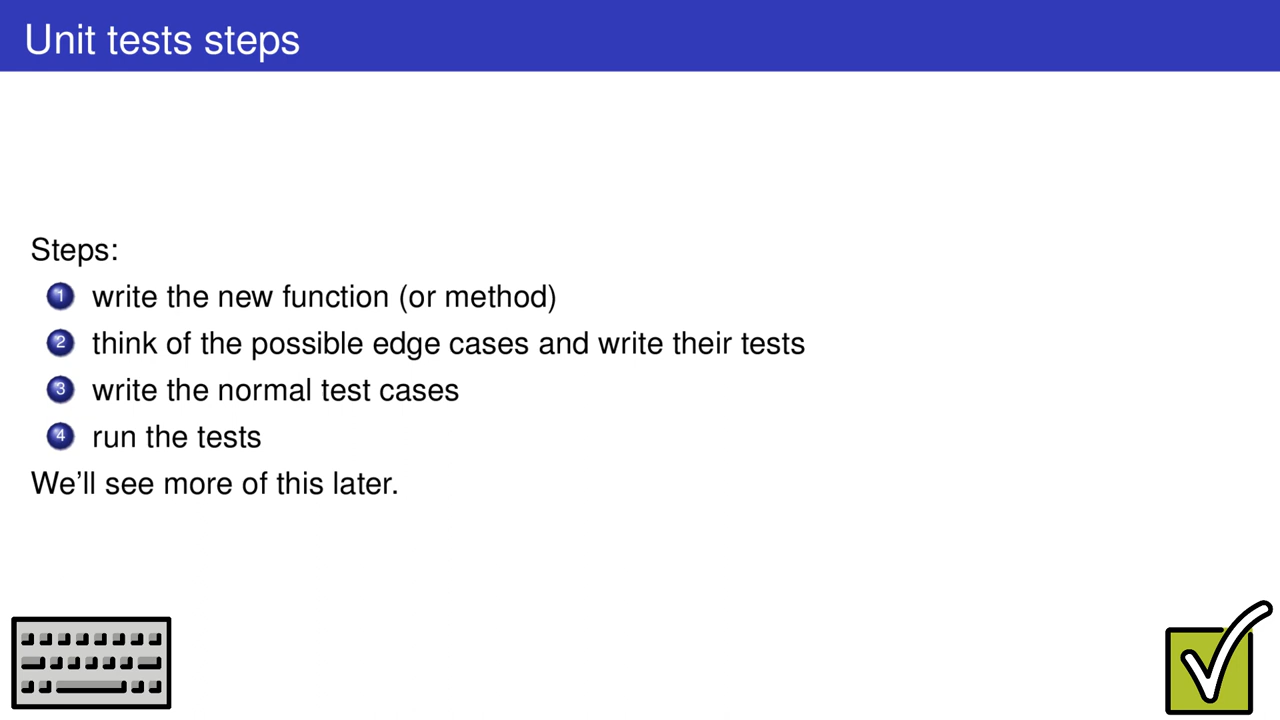 Unit tests steps
Steps:
1 write the new function (or method)
2 think of the possible edge cases and write their tests
3 write the normal test cases
4 run the tests
We'll see more of this later.